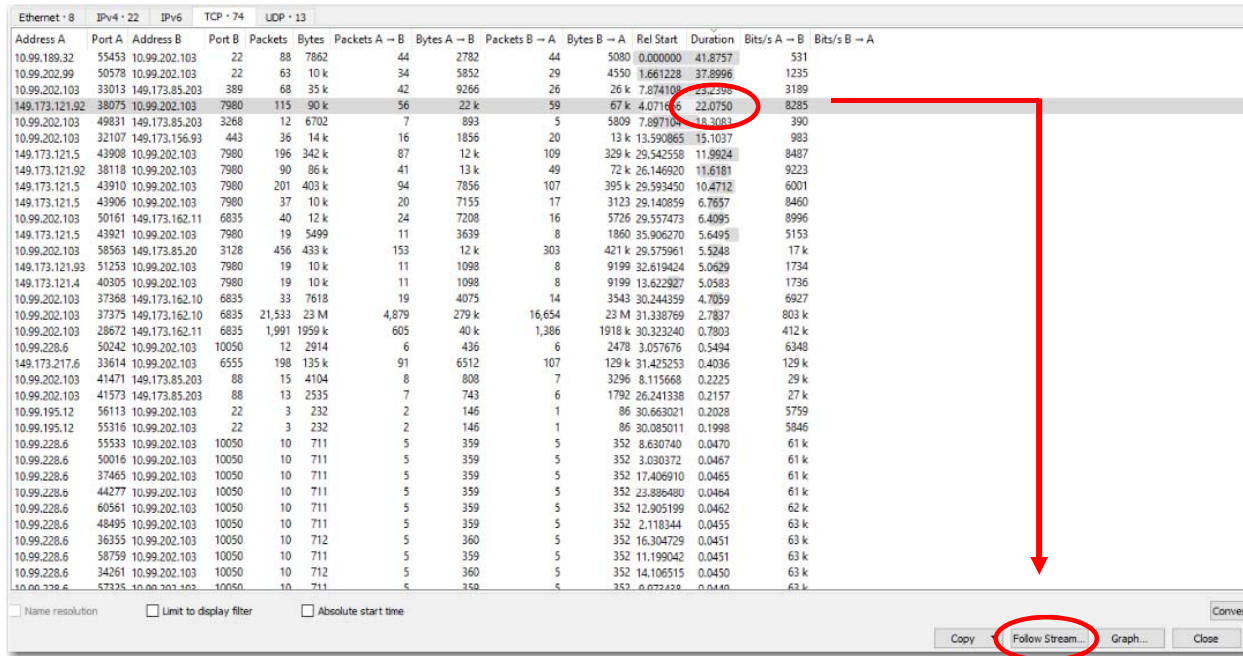 Ethernet · 8 IPv4 · 22 IPv6 TCP · 74 UDP · 13
Address A Port A Address B Port B Packets Bytes Packets A → B Bytes A → B Packets B → A Bytes B → A Rel Start Duration Bits/s A → B Bits/s B → A
10.99.189.32 55453 10.99.202.103 22 88 7862 44 2782 44 5080 0.000000 41.8757 531
10.99.202.99 50578 10.99.202.103 22 63 10 k 34 5852 29 4550 1.661228 37.8996 1235
10.99.202.103 33013 149.173.85.203 389 68 35 k 42 9266 26 26 k 7.874108 23.2398 3189
149.173.121.92 38075 10.99.202.103 7980 115 90 k 56 22 k 59 67 k 4.071666 22.0750 8285
10.99.202.103 49831 149.173.85.203 3268 12 6702 7 893 5 5809 7.897104 18.3083 390
10.99.202.103 32107 149.173.156.93 443 36 14 k 16 1856 20 13 k 13.590865 15.1037 983
149.173.121.5 43908 10.99.202.103 7980 196 342 k 87 12 k 109 329 k 29.542558 11.9924 8487
149.173.121.92 38118 10.99.202.103 7980 90 86 k 41 13 k 49 72 k 26.146920 11.6181 9223
149.173.121.5 43910 10.99.202.103 7980 201 403 k 94 7856 107 395 k 29.593450 10.4712 6001
149.173.121.5 43906 10.99.202.103 7980 37 10 k 20 7155 17 3123 29.140859 6.7657 8460
10.99.202.103 50161 149.173.162.11 6835 40 12 k 24 7208 16 5726 29.557473 6.4095 8996
149.173.121.5 43921 10.99.202.103 7980 19 5499 11 3639 8 1860 35.906270 5.6495 5153
10.99.202.103 58563 149.173.85.20 3128 456 433 k 153 12 k 303 421 k 29.575961 5.5248 17 k
149.173.121.93 51253 10.99.202.103 7980 19 10 k 11 1098 8 9199 32.619424 5.0629 1734
149.173.121.4 40305 10.99.202.103 7980 19 10 k 11 1098 8 9199 13.622927 5.0583 1736
10.99.202.103 37368 149.173.162.10 6835 33 7618 19 4075 14 3543 30.244359 4.7059 6927
10.99.202.103 37375 149.173.162.10 6835 21,533 23 M 4,879 279 k 16,654 23 M 31.338769 2.7837 803 k
10.99.202.103 28672 149.173.162.11 6835 1,991 1959 k 605 40 k 1,386 1918 k 30.323240 0.7803 412 k
10.99.228.6 50242 10.99.202.103 10050 12 2914 6 436 6 2478 3.057676 0.5494 6348
149.173.217.6 33614 10.99.202.103 6555 198 135 k 91 6512 107 129 k 31.425253 0.4036 129 k
10.99.202.103 41471 149.173.85.203 88 15 4104 8 808 7 3296 8.115668 0.2225 29 k
10.99.202.103 41573 149.173.85.203 88 13 2535 7 743 6 1792 26.241338 0.2157 27 k
10.99.195.12 56113 10.99.202.103 22 3 232 2 146 1 86 30.663021 0.2028 5759
10.99.195.12 55316 10.99.202.103 22 3 232 2 146 1 86 30.085011 0.1998 5846
10.99.228.6 55533 10.99.202.103 10050 10 711 5 359 5 352 8.630740 0.0470 61 k
10.99.228.6 50016 10.99.202.103 10050 10 711 5 359 5 352 3.030372 0.0467 61 k
10.99.228.6 37465 10.99.202.103 10050 10 711 5 359 5 352 17.406910 0.0465 61 k
10.99.228.6 44277 10.99.202.103 10050 10 711 5 359 5 352 23.886480 0.0464 61 k
10.99.228.6 60561 10.99.202.103 10050 10 711 5 359 5 352 12.905199 0.0462 62 k
10.99.228.6 48495 10.99.202.103 10050 10 711 5 359 5 352 2.118344 0.0455 63 k
10.99.228.6 36355 10.99.202.103 10050 10 712 5 360 5 352 16.304729 0.0451 63 k
10.99.228.6 58759 10.99.202.103 10050 10 711 5 359 5 352 11.199042 0.0451 63 k
10.99.228.6 34261 10.99.202.103 10050 10 712 5 360 5 352 14.106515 0.0450 63 k
10.99.228.6 57325 10.99.202.103 10050 10 711 5 359 5 352 9.973438 0.0449 63 k
Name resolution Limit to display filter Absolute start time Conver
Copy Follow Stream... Graph... Close